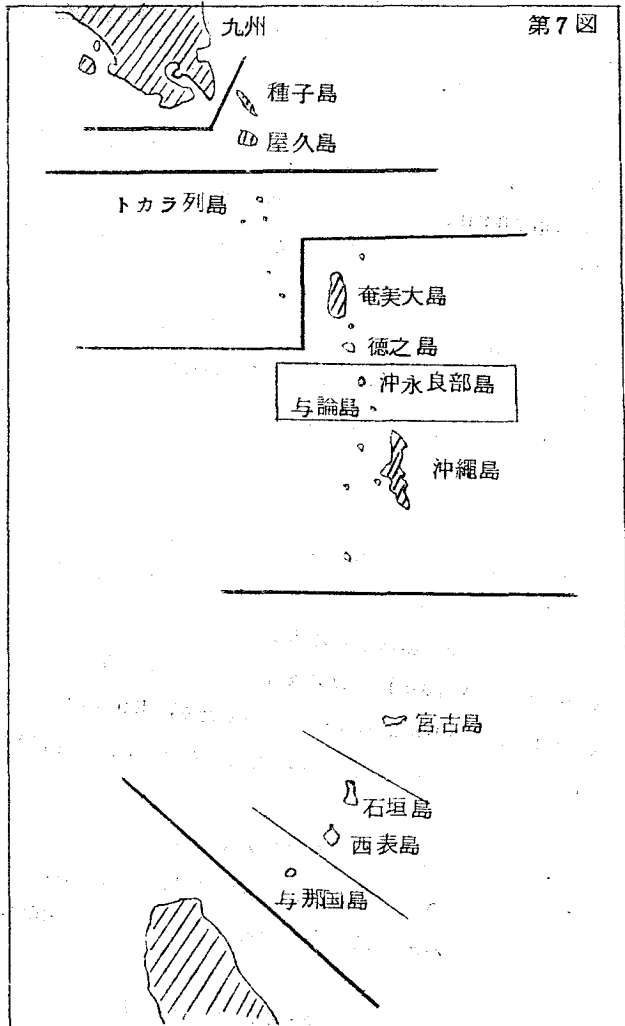 九州
第7図
種子島
屋久島
トカラ列島
奄美大島
徳之島
沖永良部島
与論島
沖縄島
宮古島
石垣島
西表島
与那国島